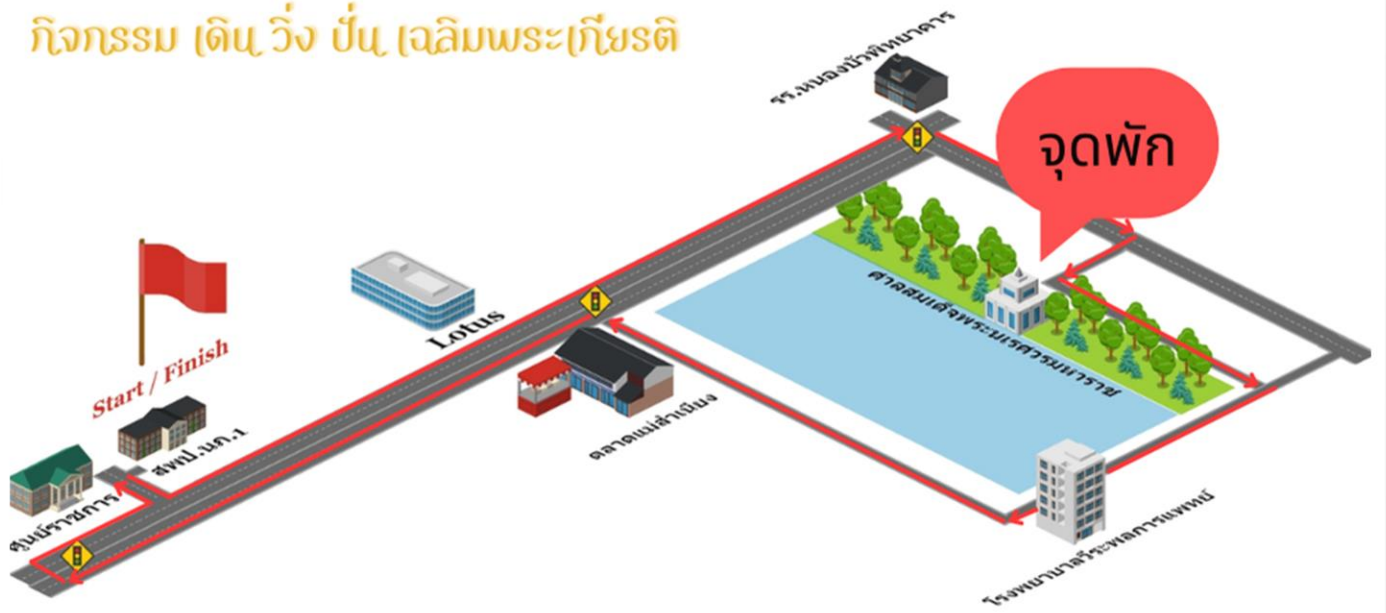 กิจกรรม เดิน วิ่ง ปั่น เฉลิมพระเกียรติ
รร.หนองบัวพิทยาคาร
จุดพัก
ศาลสมเด็จพระนเรศวรมหาราช
Lotus
Start / Finish
สพป.นภ.1
ศูนย์ราชการ
ตลาดแม่สำเนียง
โรงพยาบาลวีระพลการแพทย์